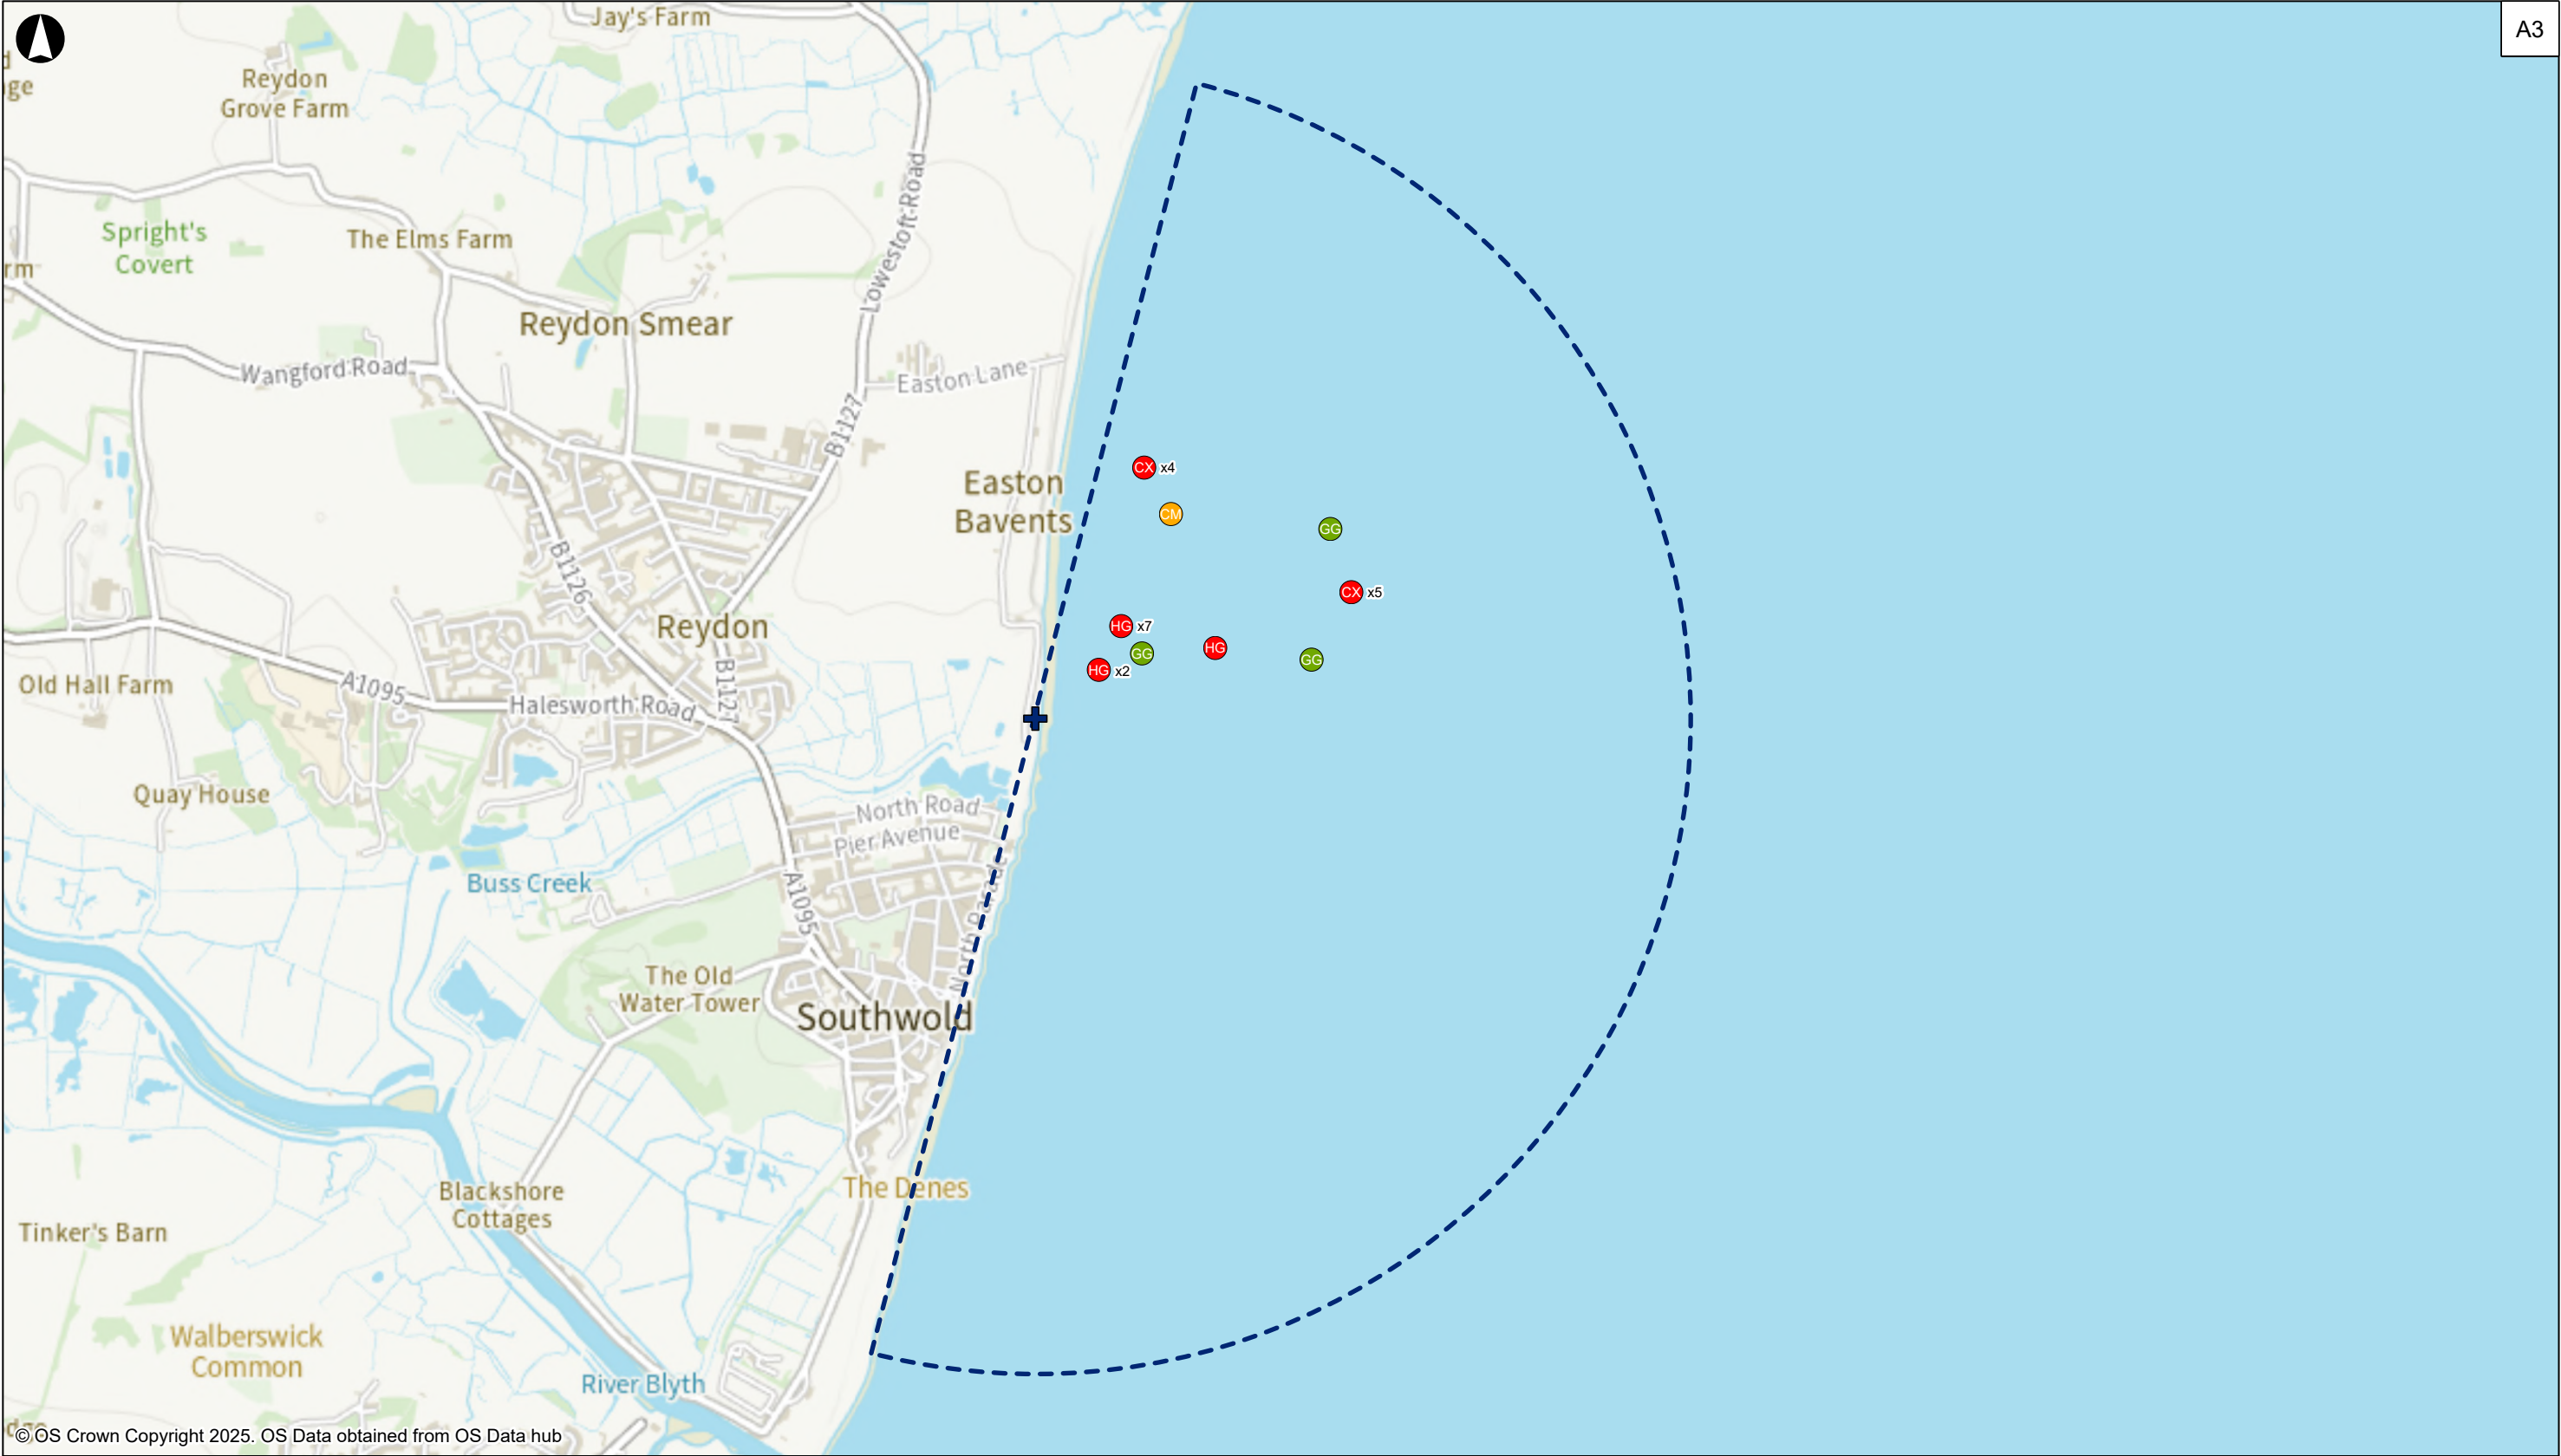 Jay's Farm
A3
Reydon
Grove Farm
Spright's
Covert
The Elms Farm
Lowestoft Road
Reydon Smear
Wangford Road
Easton Lane
B1127
CX x4
Easton
Bavents
CM
GG
B1126
CX x5
Reydon
HG x7
GG
HG
GG
HG x2
B1127
Old Hall Farm
A1095
Halesworth Road
Quay House
North Road
Pier Avenue
Buss Creek
A1095
North Parade
The Old
Water Tower
Southwold
The Denes
Blackshore
Cottages
Tinker's Barn
Walberswick
Common
River Blyth
© OS Crown Copyright 2025. OS Data obtained from OS Data hub